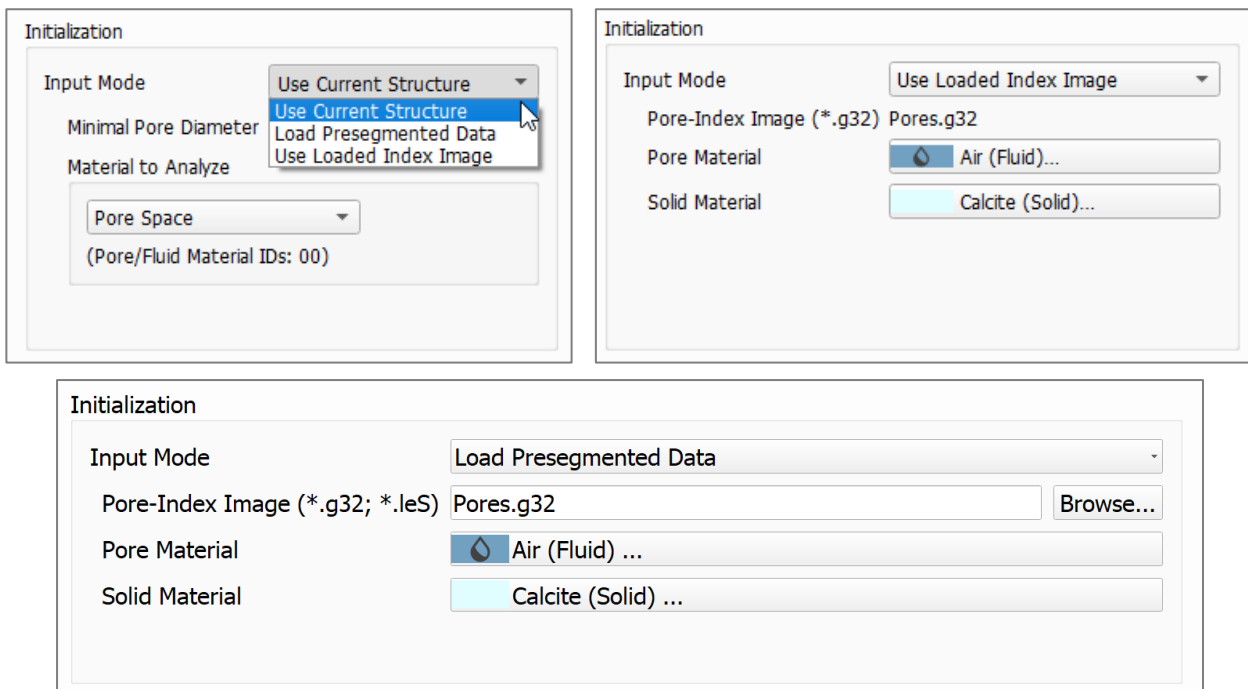 Initialization
Input Mode Use Current Structure
Use Current Structure
Minimal Pore Diameter
Load Presegmented Data
Use Loaded Index Image
Material to Analyze
Pore Space
(Pore/Fluid Material IDs: 00)
Initialization
Input Mode Use Loaded Index Image
Pore-Index Image (*.g32) Pores.g32
Pore Material Air (Fluid)...
Solid Material Calcite (Solid)...
Initialization
Input Mode Load Presegmented Data
Pore-Index Image (*.g32; *.leS) Pores.g32 Browse...
Pore Material Air (Fluid) ...
Solid Material Calcite (Solid) ...